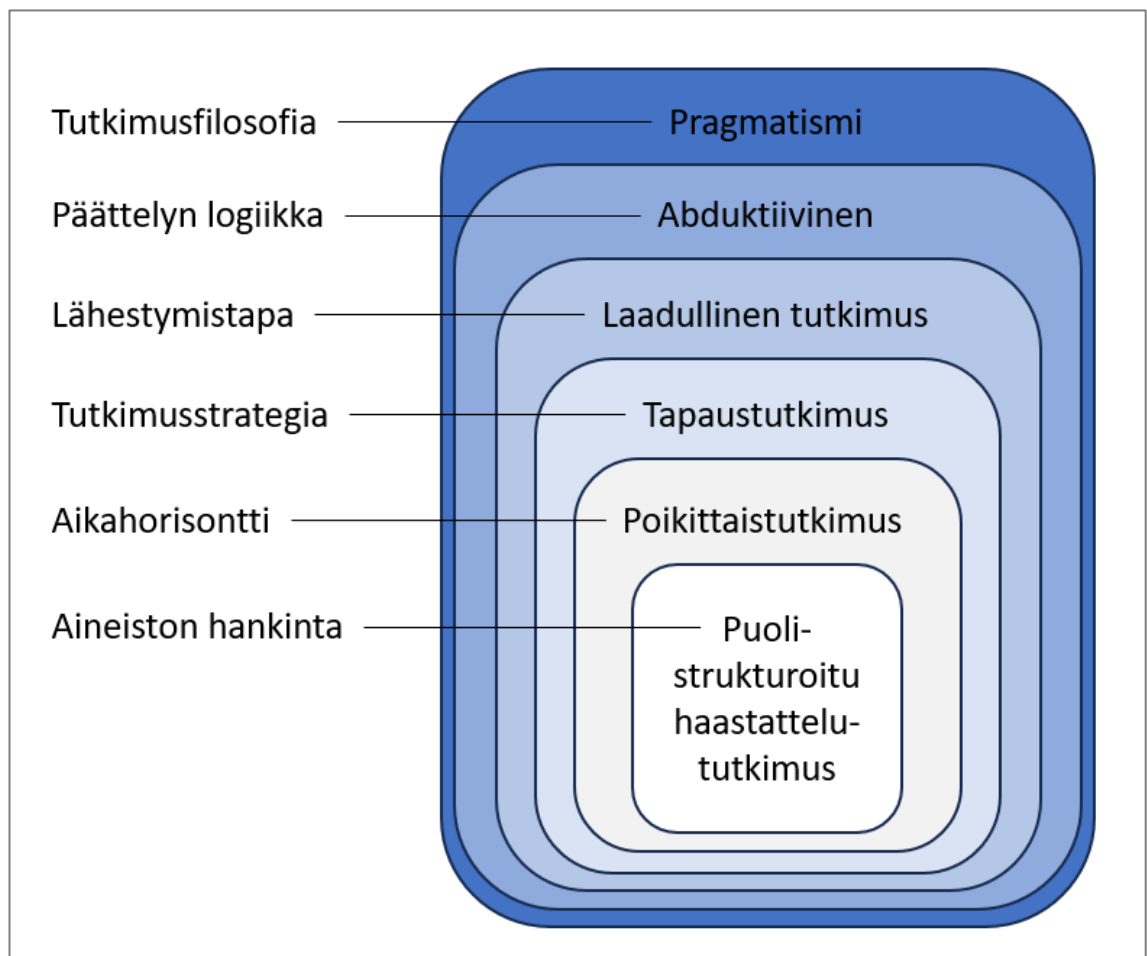 Tutkimusfilosofia Pragmatismi
Päättelyn logiikka Abduktiivinen
Lähestymistapa Laadullinen tutkimus
Tutkimusstrategia Tapaustutkimus
Aikahorisontti Poikittaistutkimus
Aineiston hankinta Puoli-
strukturoitu
haastattelu-
tutkimus